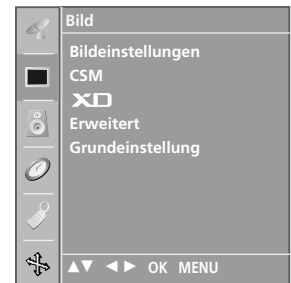 Bild
Bildeinstellungen
CSM
XD
Erweitert
Grundeinstellung
▲▼ ◄► OK MENU